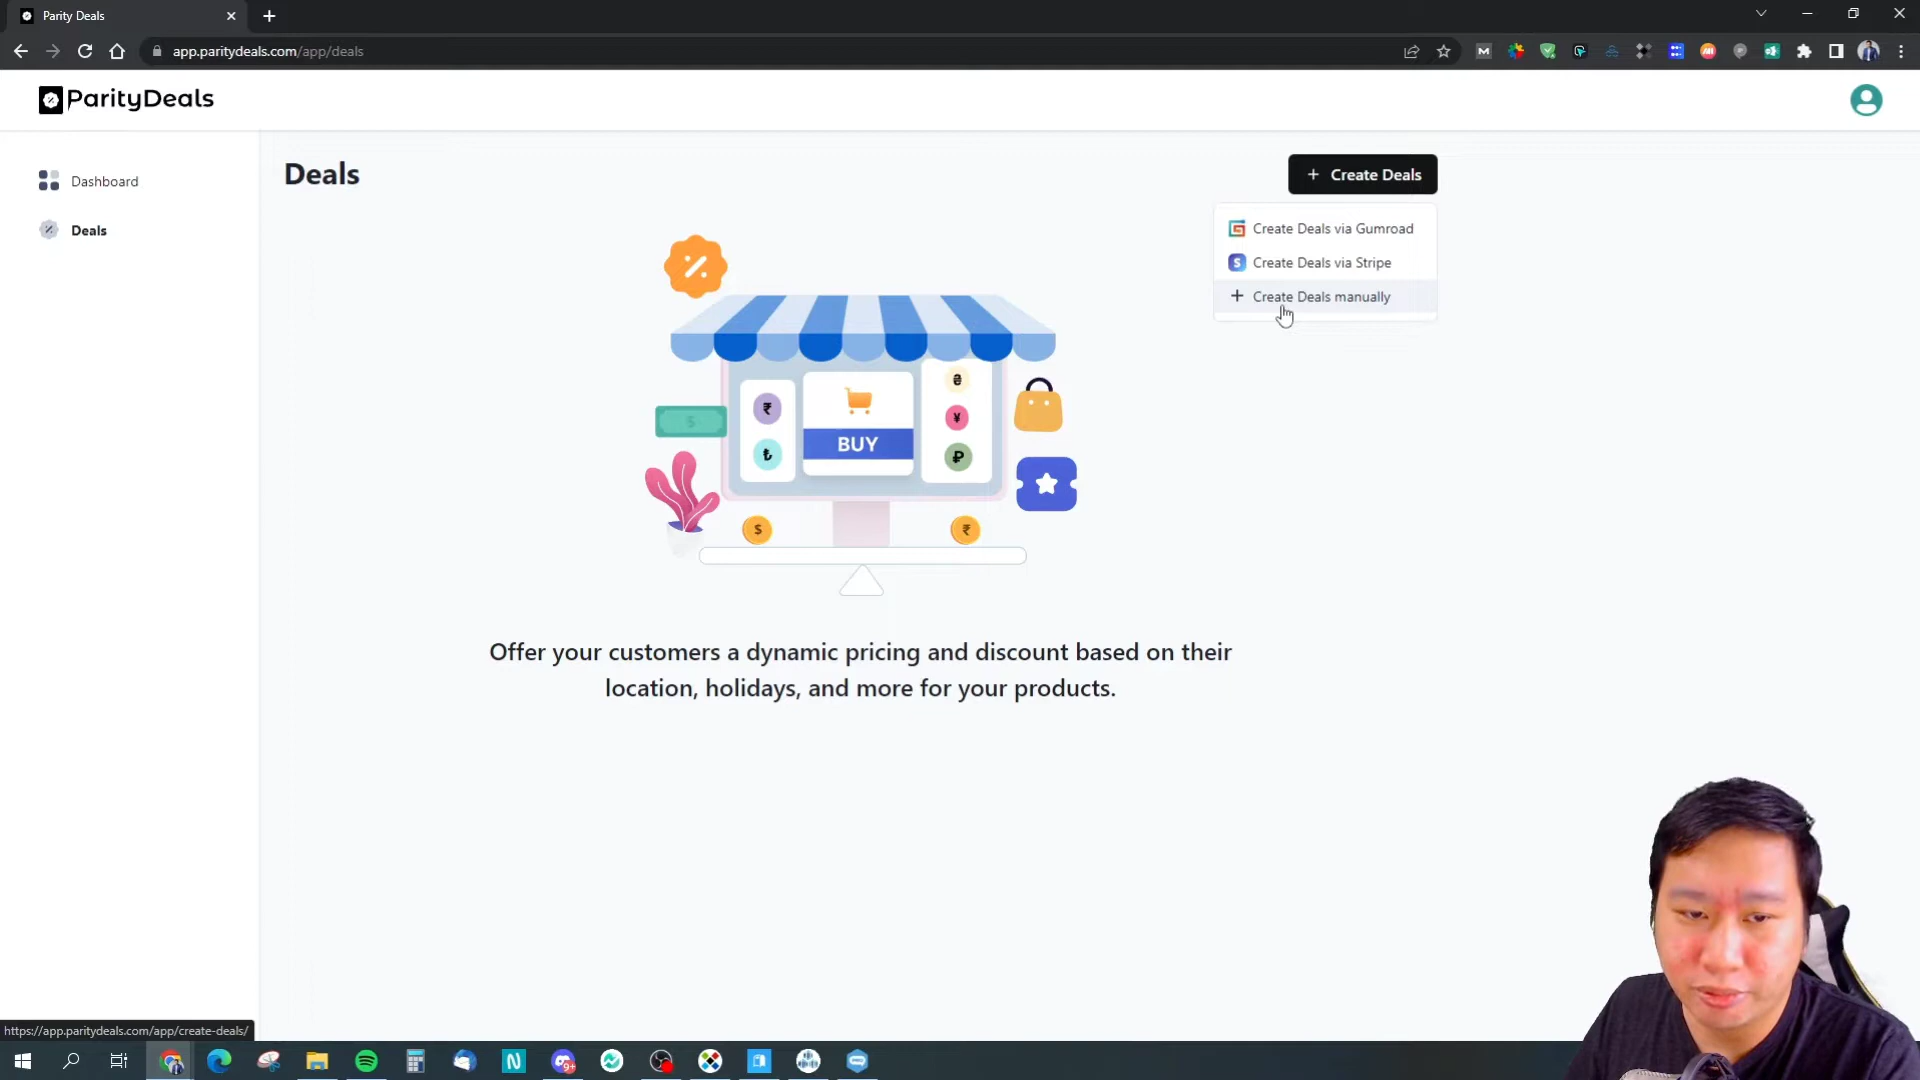 Parity Deals
app.paritydeals.com/app/deals
ParityDeals
Dashboard
Deals
Deals
+ Create Deals
Create Deals via Gumroad
Create Deals via Stripe
+ Create Deals manually
BUY
Offer your customers a dynamic pricing and discount based on their
location, holidays, and more for your products.
https://app.paritydeals.com/app/create-deals/